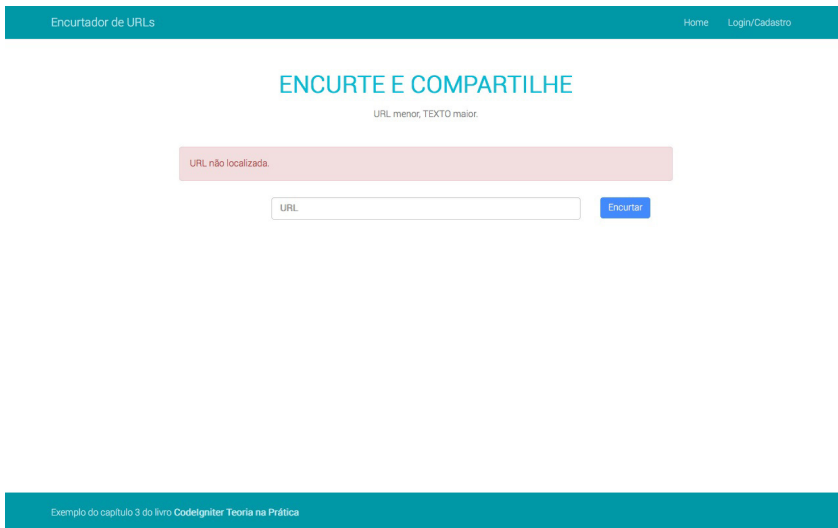 Encurtador de URLs Home Login/Cadastro
ENCURTE E COMPARTILHE
URL menor, TEXTO maior.
URL não localizada.
URL Encurtar
Exemplo do capítulo 3 do livro CodeIgniter Teoria na Prática